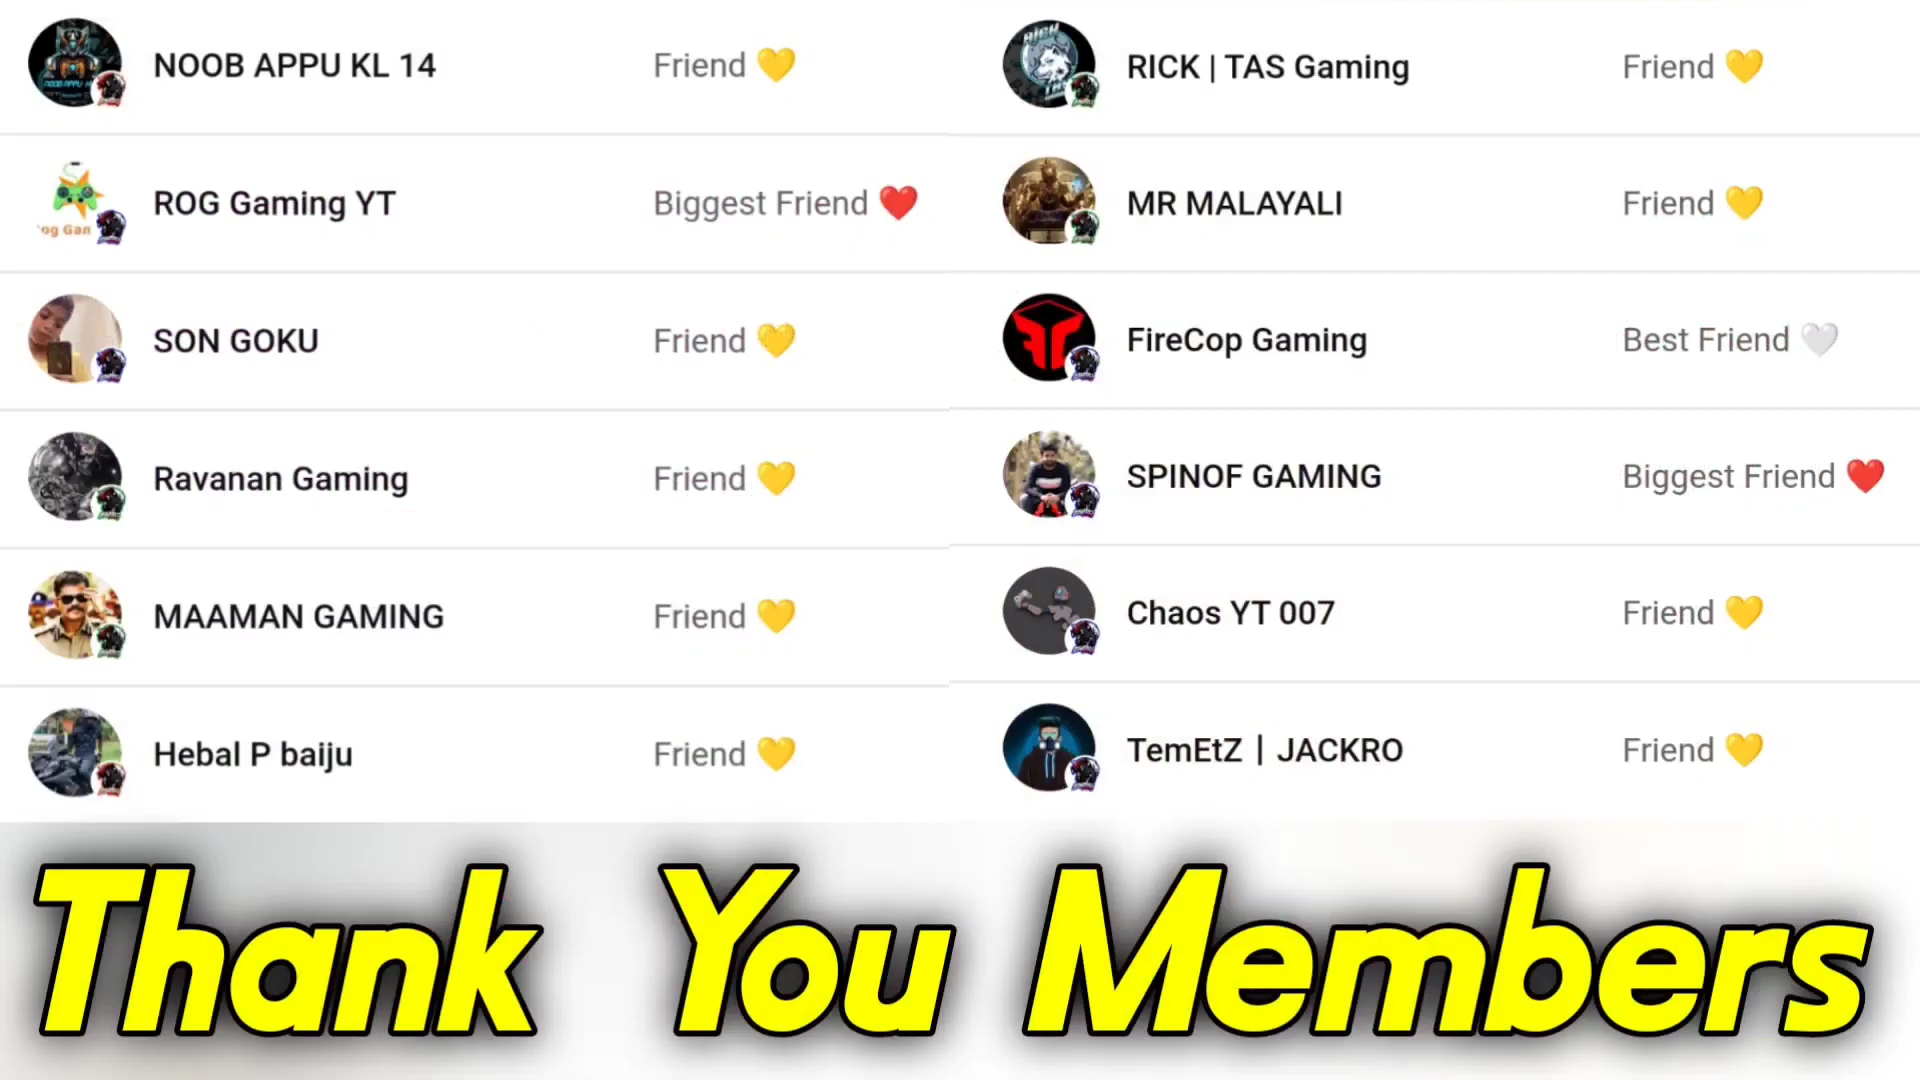 NOOB APPU KL 14 Friend 💛
ROG Gaming YT Biggest Friend ❤️
SON GOKU Friend 💛
Ravanan Gaming Friend 💛
MAAMAN GAMING Friend 💛
Hebal P baiju Friend 💛
RICK | TAS Gaming Friend 💛
MR MALAYALI Friend 💛
FireCop Gaming Best Friend 🤍
SPINOF GAMING Biggest Friend ❤️
Chaos YT 007 Friend 💛
TemEtZ | JACKRO Friend 💛
Thank You Members